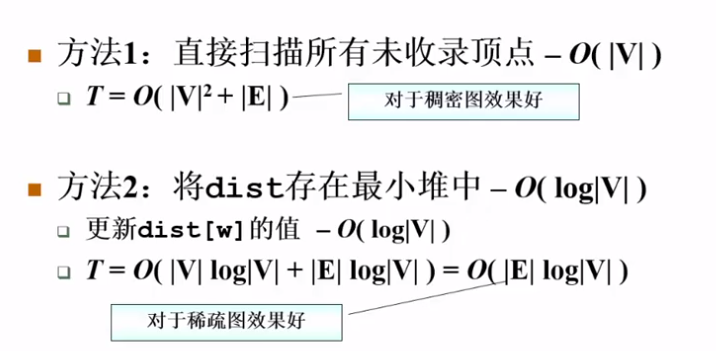 方法1：直接扫描所有未收录顶点 – O( |V| )
T = O( |V|² + |E| )
对于稠密图效果好
方法2：将dist存在最小堆中 – O( log|V| )
更新dist[w]的值 – O( log|V| )
T = O( |V| log|V| + |E| log|V| ) = O( |E| log|V| )
对于稀疏图效果好